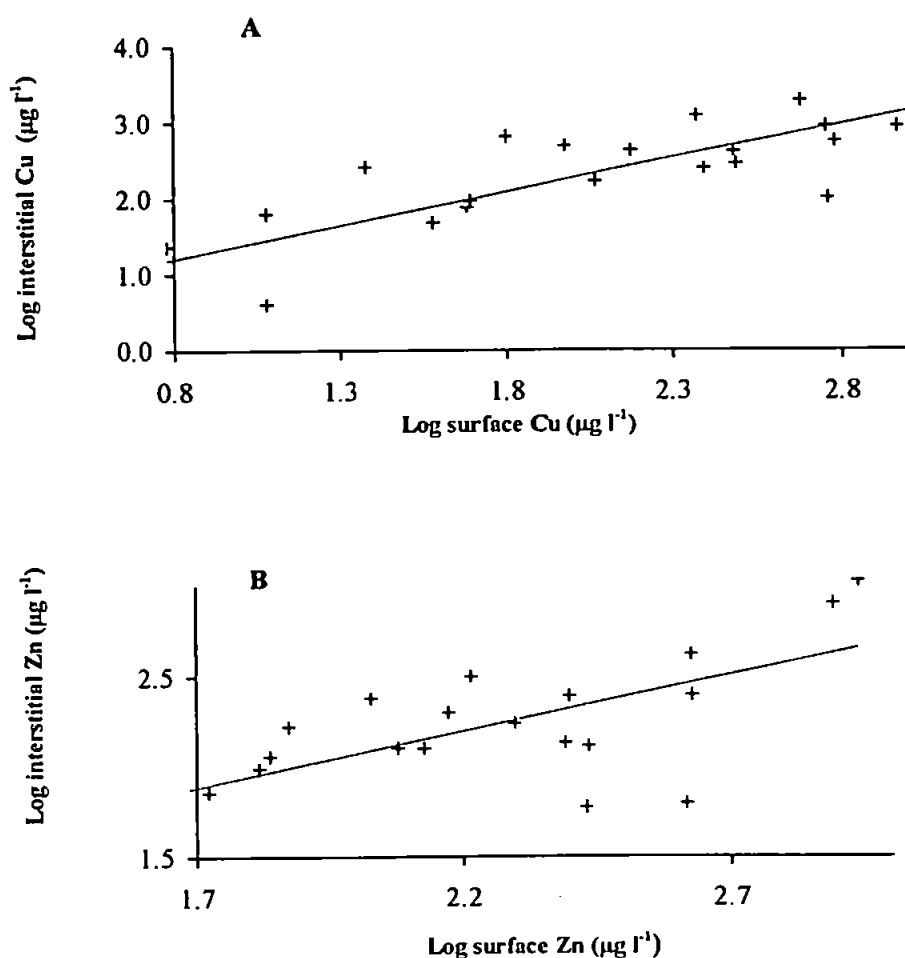 A
Log interstitial Cu (µg l⁻¹)
4.0
3.0
2.0
1.0
0.0
0.8 1.3 1.8 2.3 2.8
Log surface Cu (µg l⁻¹)
B
Log interstitial Zn (µg l⁻¹)
2.5
1.5
1.7 2.2 2.7
Log surface Zn (µg l⁻¹)